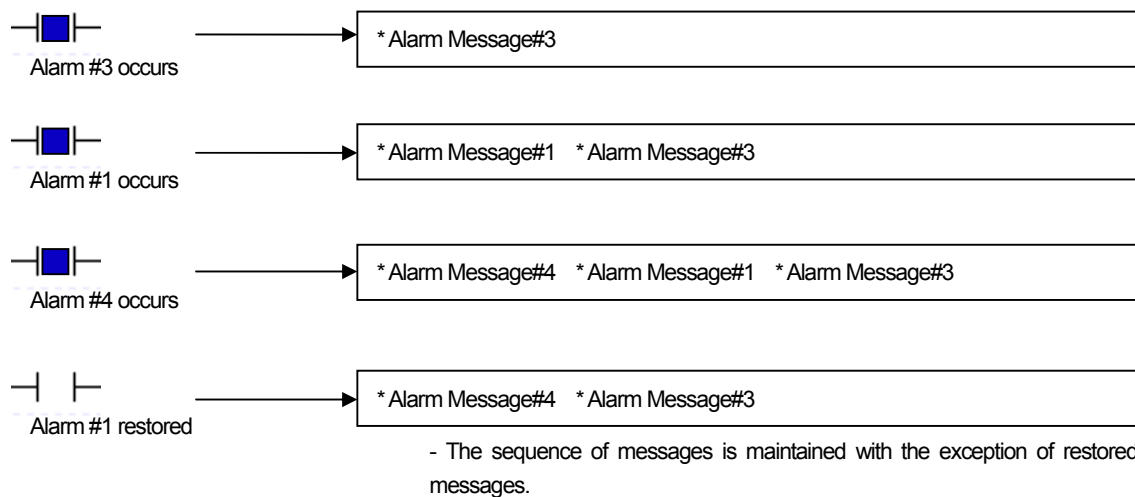 * Alarm Message#3
Alarm #3 occurs
* Alarm Message#1 * Alarm Message#3
Alarm #1 occurs
* Alarm Message#4 * Alarm Message#1 * Alarm Message#3
Alarm #4 occurs
* Alarm Message#4 * Alarm Message#3
Alarm #1 restored
- The sequence of messages is maintained with the exception of restored
messages.